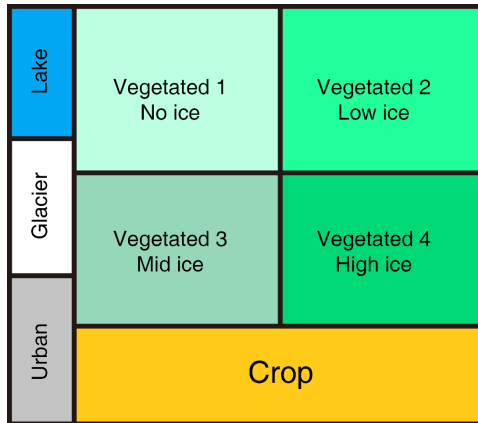 Lake
Vegetated 1
No ice
Vegetated 2
Low ice
Glacier
Vegetated 3
Mid ice
Vegetated 4
High ice
Urban
Crop